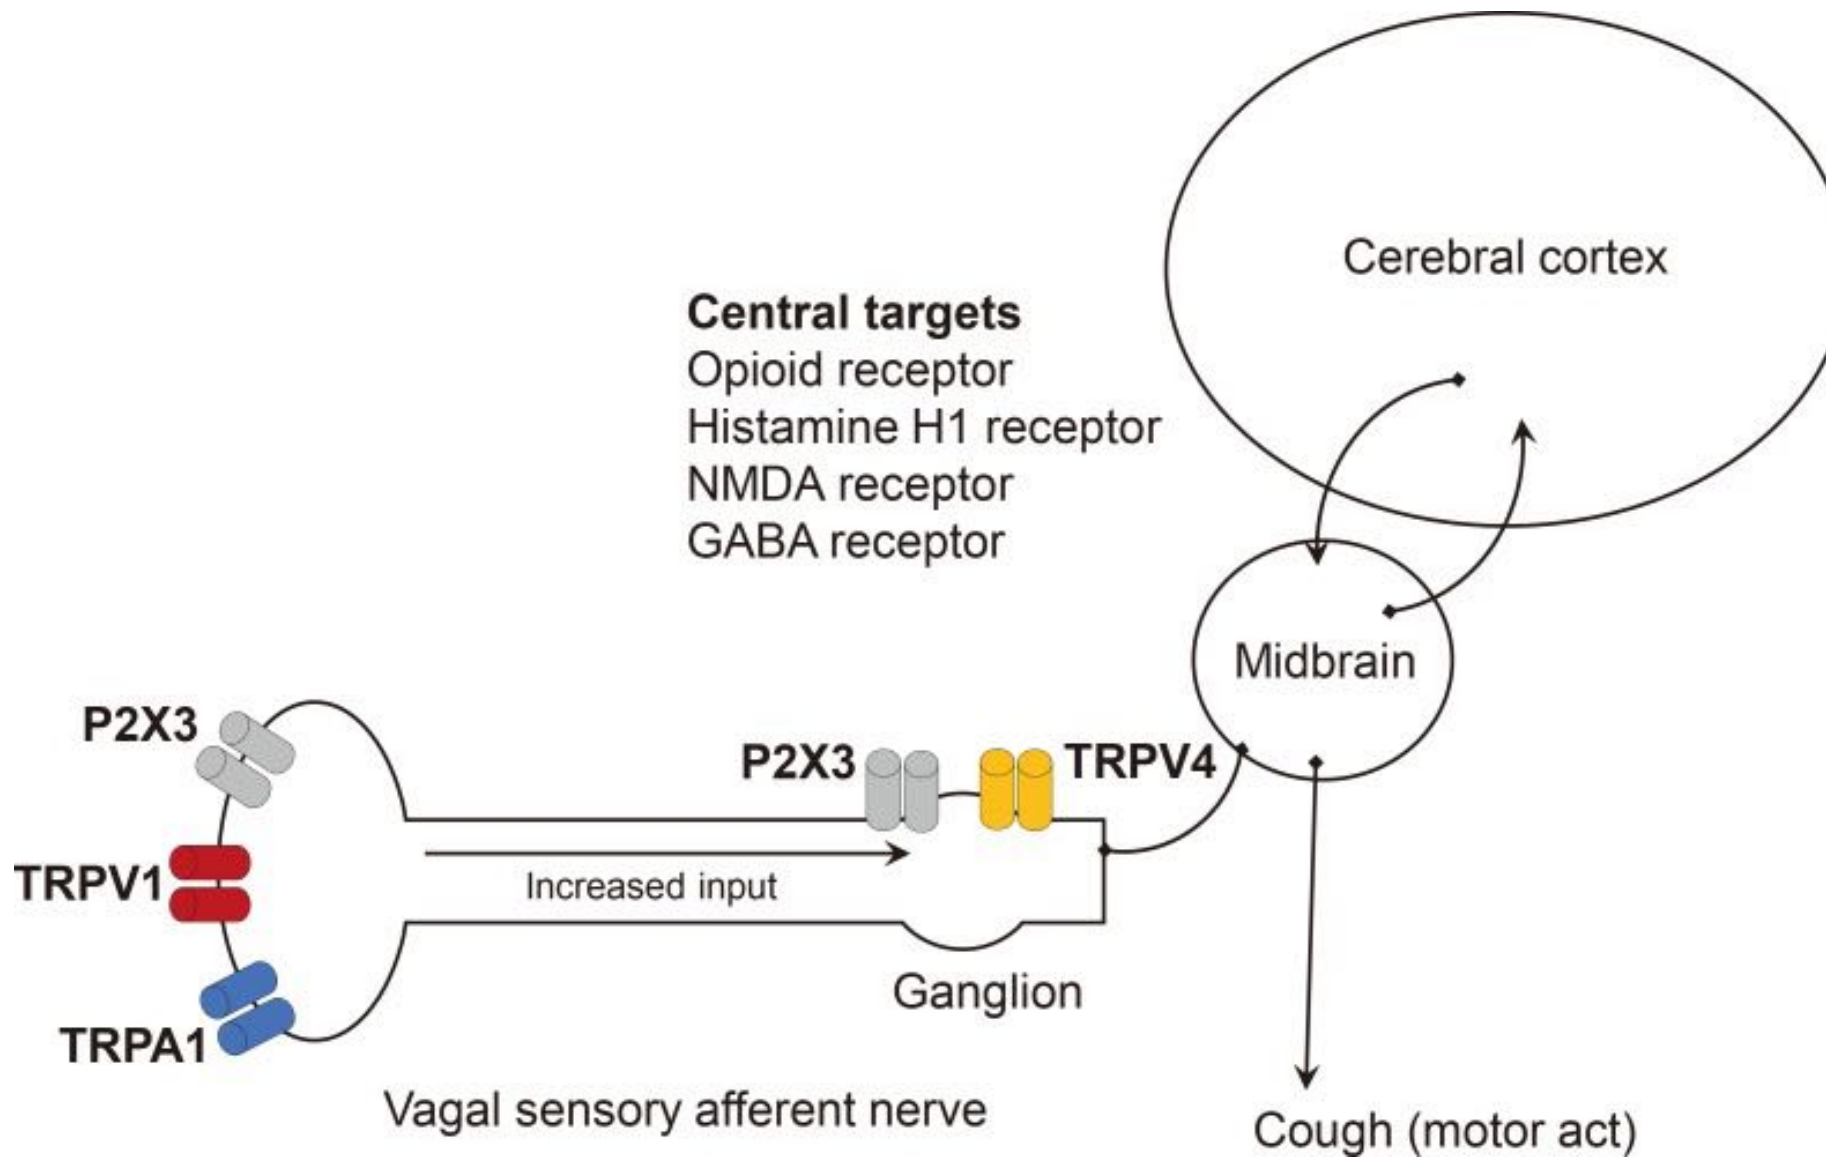 Cerebral cortex
Central targets
Opioid receptor
Histamine H1 receptor
NMDA receptor
GABA receptor
Midbrain
P2X3
P2X3
TRPV4
TRPV1
Increased input
Ganglion
TRPA1
Vagal sensory afferent nerve
Cough (motor act)